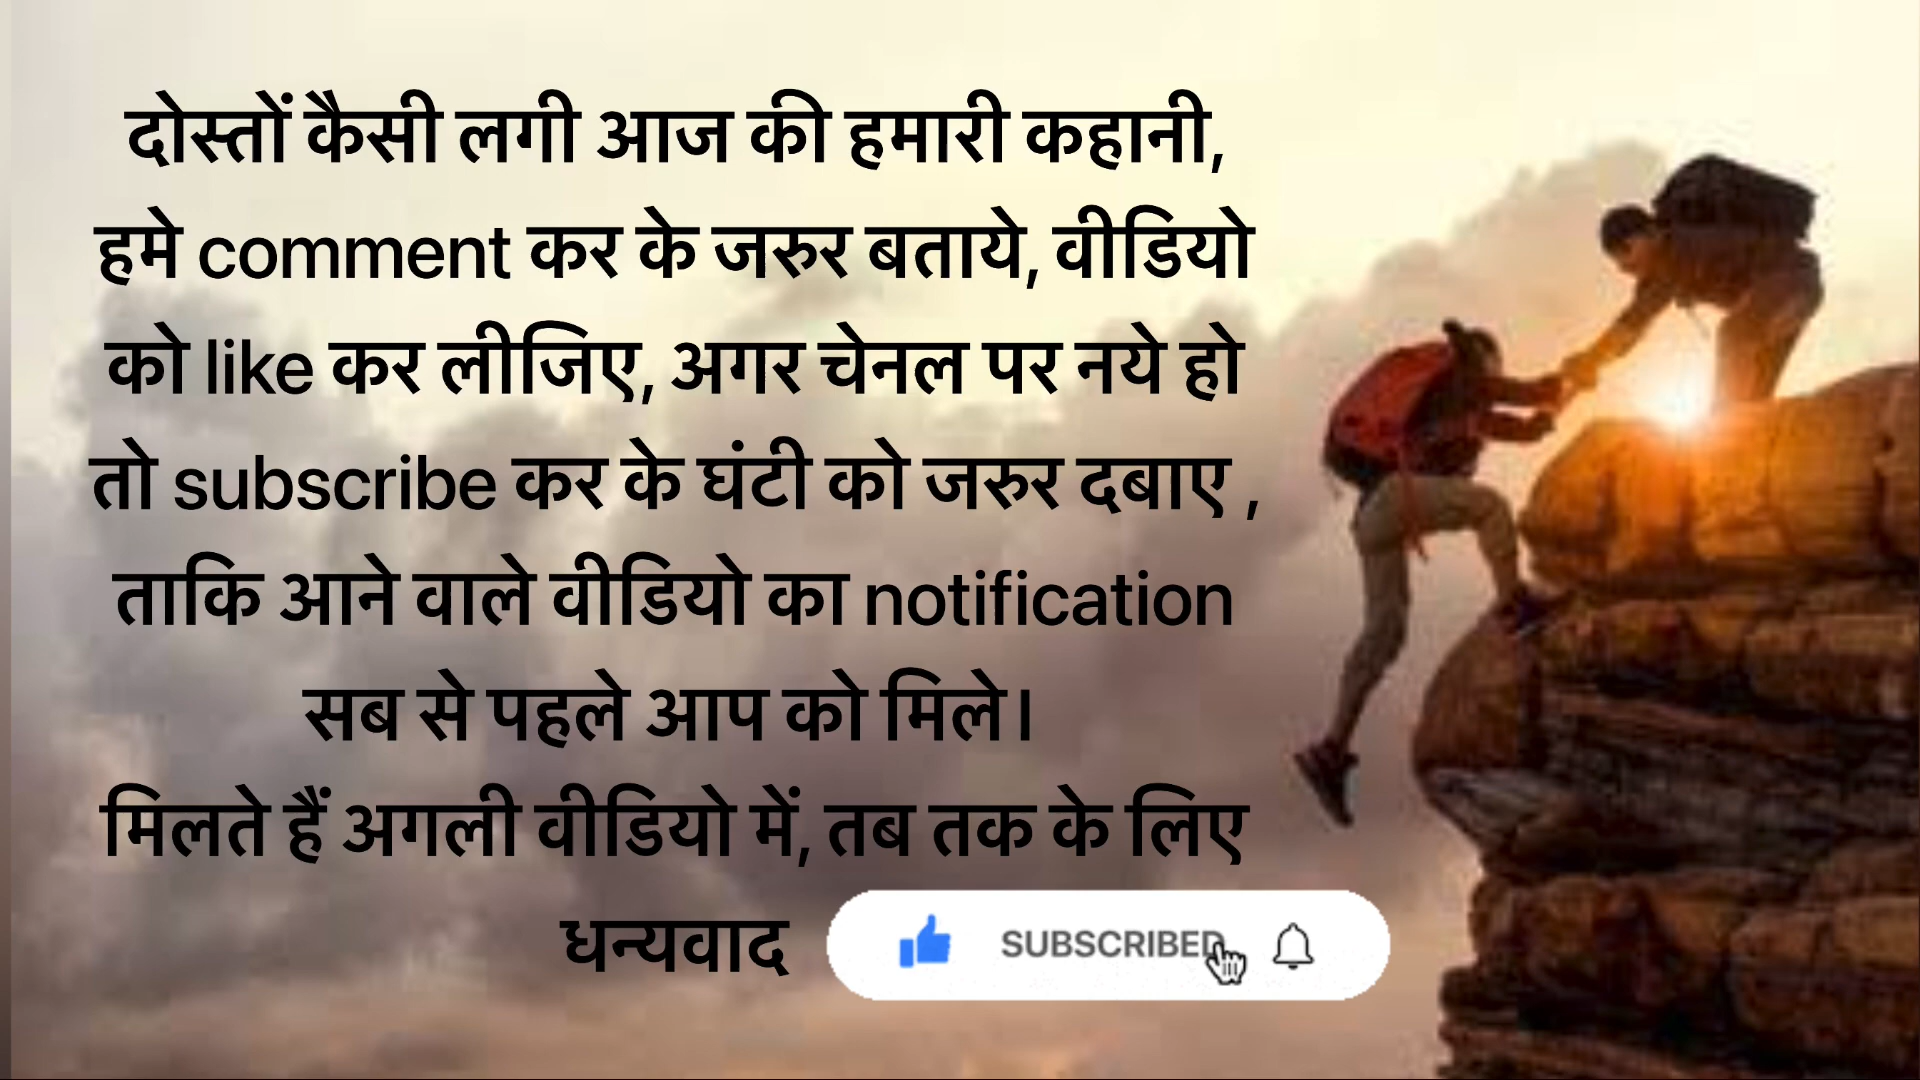 दोस्तों कैसी लगी आज की हमारी कहानी,
हमे comment कर के जरुर बताये, वीडियो
को like कर लीजिए, अगर चेनल पर नये हो
तो subscribe कर के घंटी को जरुर दबाए ,
ताकि आने वाले वीडियो का notification
सब से पहले आप को मिले।
मिलते हैं अगली वीडियो में, तब तक के लिए
धन्यवाद
SUBSCRIBED